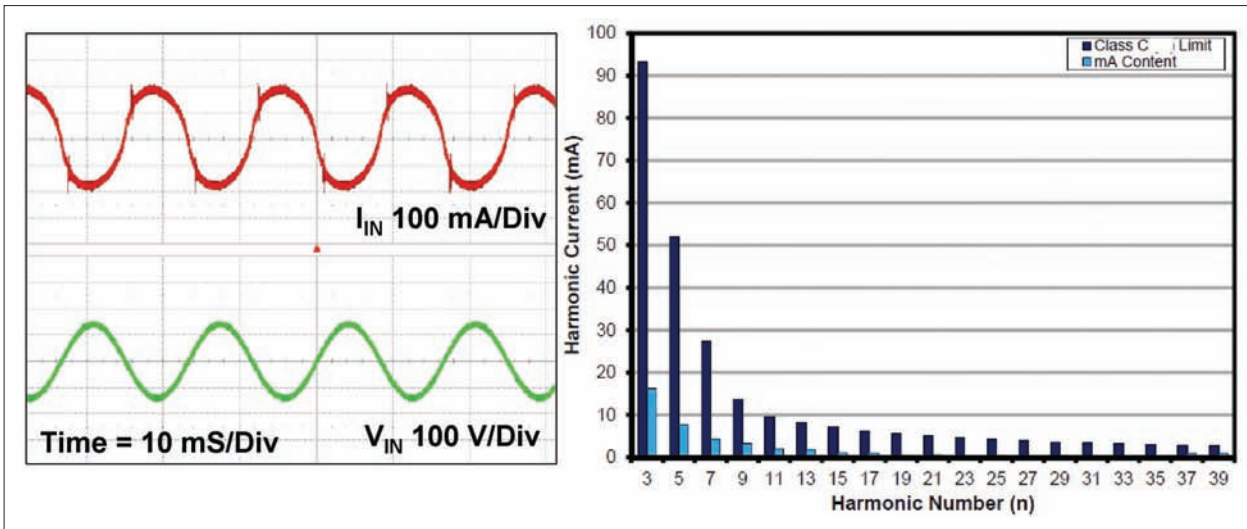 I_IN 100 mA/Div
Time = 10 mS/Div
V_IN 100 V/Div
100
90
80
70
60
50
40
30
20
10
0
Harmonic Current (mA)
Class C Limit
mA Content
3 5 7 9 11 13 15 17 19 21 23 25 27 29 31 33 35 37 39
Harmonic Number (n)